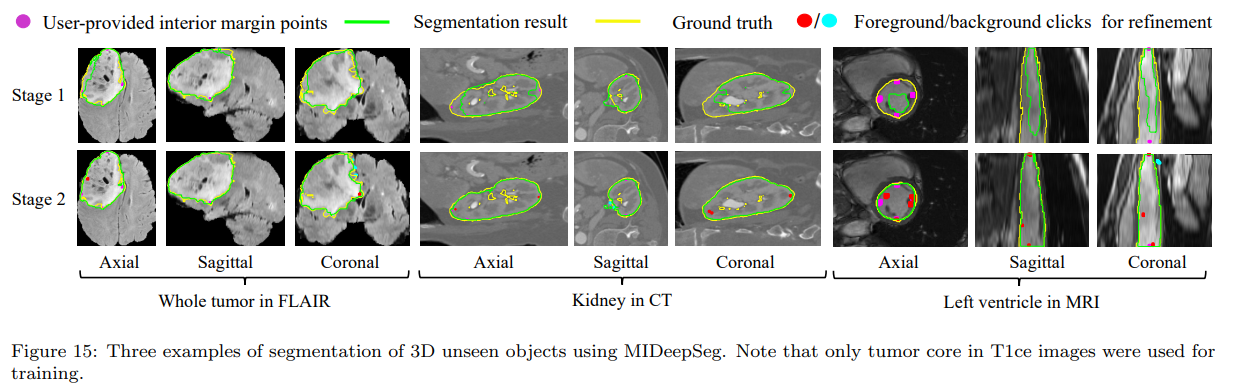 User-provided interior margin points Segmentation result Ground truth / Foreground/background clicks for refinement
Stage 1
Stage 2
Axial Sagittal Coronal Axial Sagittal Coronal Axial Sagittal Coronal
Whole tumor in FLAIR Kidney in CT Left ventricle in MRI
Figure 15: Three examples of segmentation of 3D unseen objects using MIDeepSeg. Note that only tumor core in T1ce images were used for
training.